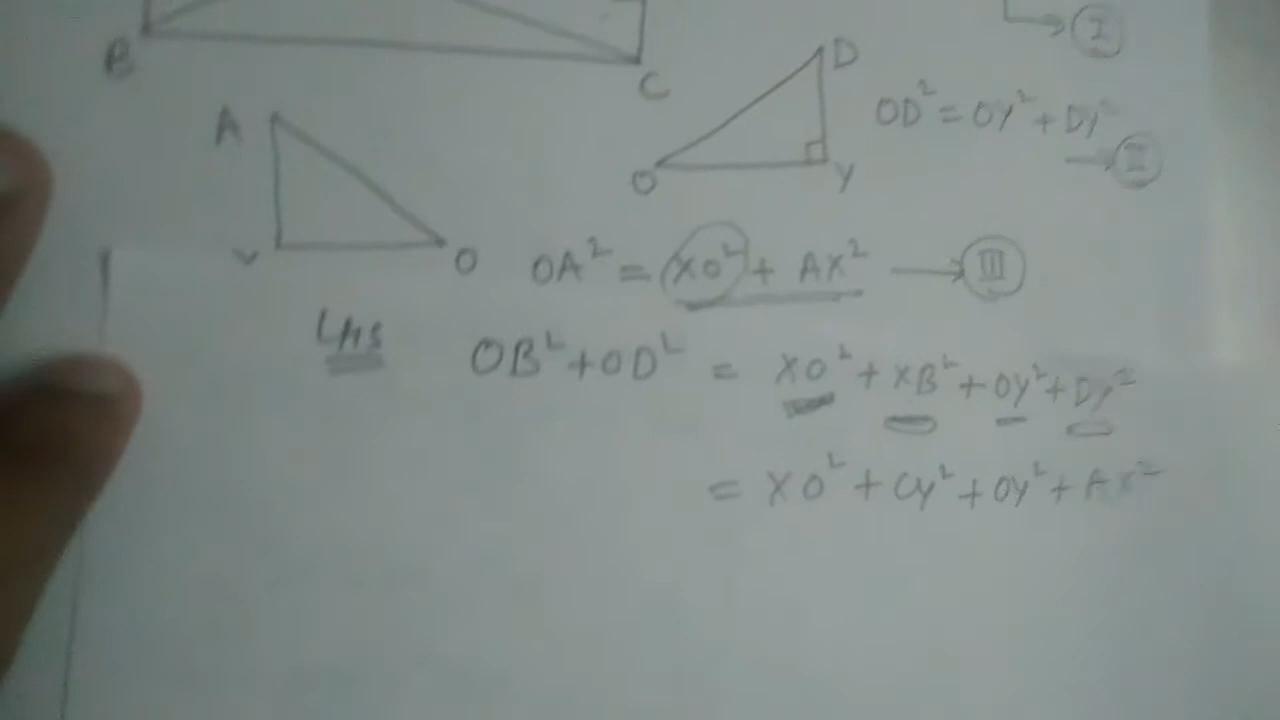 B
C
I
A
D
O
Y
OD² = OY² + DY²
II
O
OA² = XO² + AX² → III
LHS OB² + OD² = XO² + XB² + OY² + DY²
= XO² + CY² + OY² + AX²